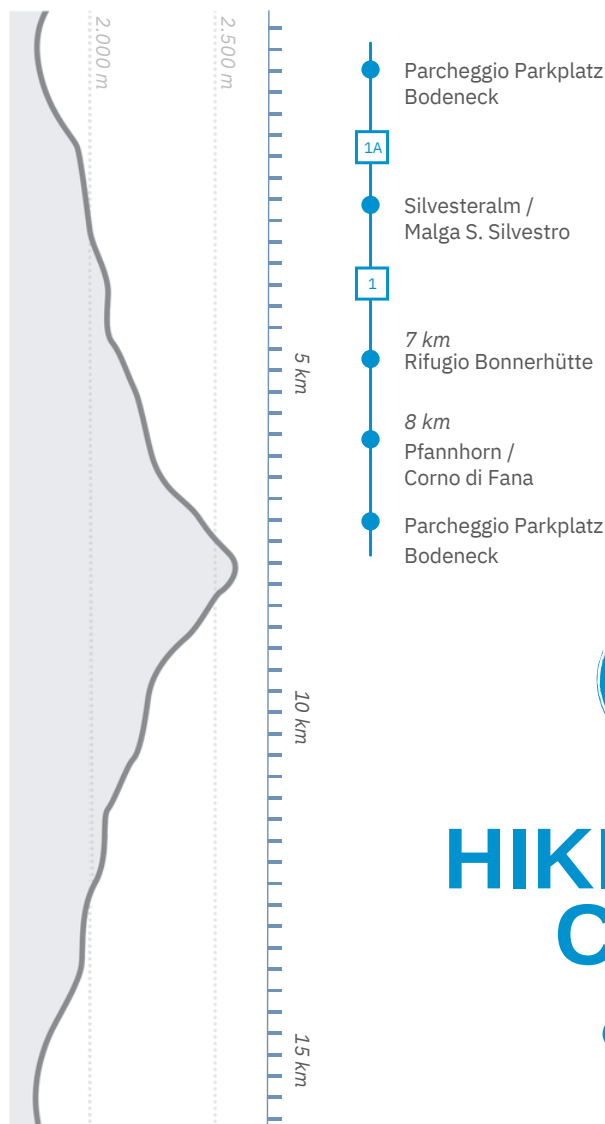 2.000 m
2.500 m
5 km
10 km
15 km
Parcheggio Parkplatz
Bodeneck
1A
Silvesteralm /
Malga S. Silvestro
1
7 km
Rifugio Bonnerhütte
8 km
Pfannhorn /
Corno di Fana
Parcheggio Parkplatz
Bodeneck